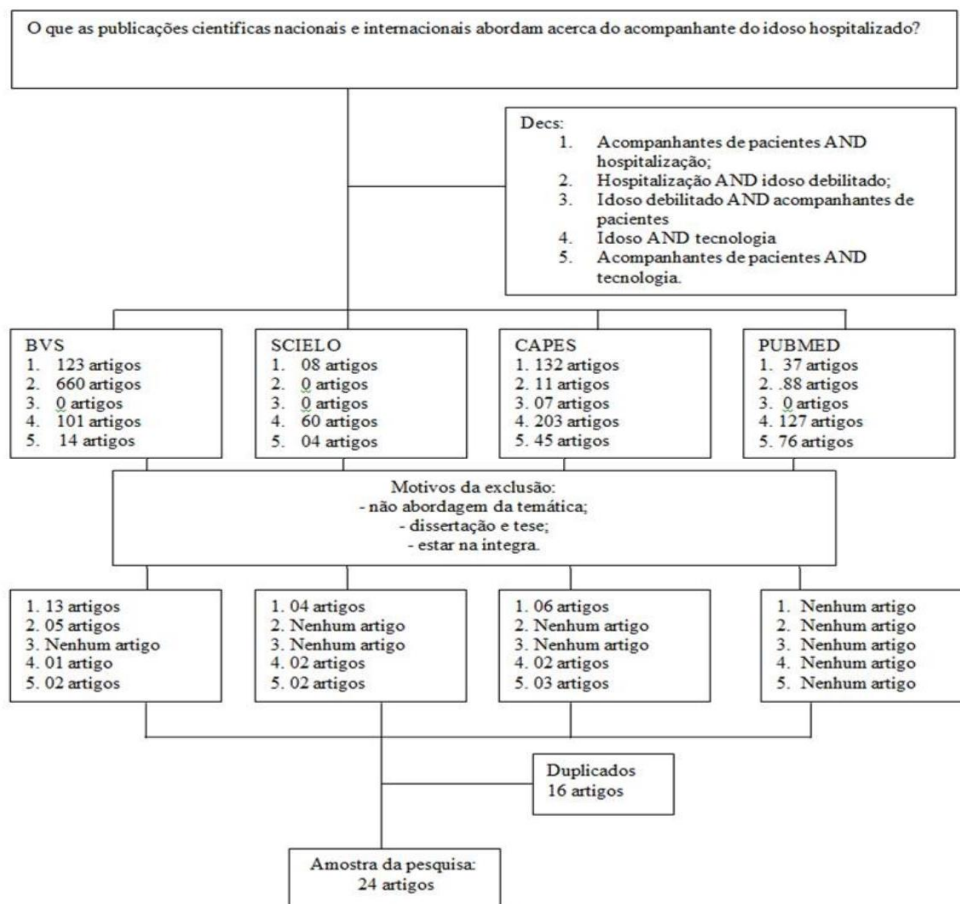 O que as publicações cientificas nacionais e internacionais abordam acerca do acompanhante do idoso hospitalizado?
Decs:
1. Acompanhantes de pacientes AND
hospitalização;
2. Hospitalização AND idoso debilitado;
3. Idoso debilitado AND acompanhantes de
pacientes
4. Idoso AND tecnologia
5. Acompanhantes de pacientes AND
tecnologia.
BVS
1. 123 artigos
2. 660 artigos
3. 0 artigos
4. 101 artigos
5. 14 artigos
SCIELO
1. 08 artigos
2. 0 artigos
3. 0 artigos
4. 60 artigos
5. 04 artigos
CAPES
1. 132 artigos
2. 11 artigos
3. 07 artigos
4. 203 artigos
5. 45 artigos
PUBMED
1. 37 artigos
2. .88 artigos
3. 0 artigos
4. 127 artigos
5. 76 artigos
Motivos da exclusão:
- não abordagem da temática;
- dissertação e tese;
- estar na integra.
1. 13 artigos
2. 05 artigos
3. Nenhum artigo
4. 01 artigo
5. 02 artigos
1. 04 artigos
2. Nenhum artigo
3. Nenhum artigo
4. 02 artigos
5. 02 artigos
1. 06 artigos
2. Nenhum artigo
3. Nenhum artigo
4. 02 artigos
5. 03 artigos
1. Nenhum artigo
2. Nenhum artigo
3. Nenhum artigo
4. Nenhum artigo
5. Nenhum artigo
Duplicados
16 artigos
Amostra da pesquisa:
24 artigos